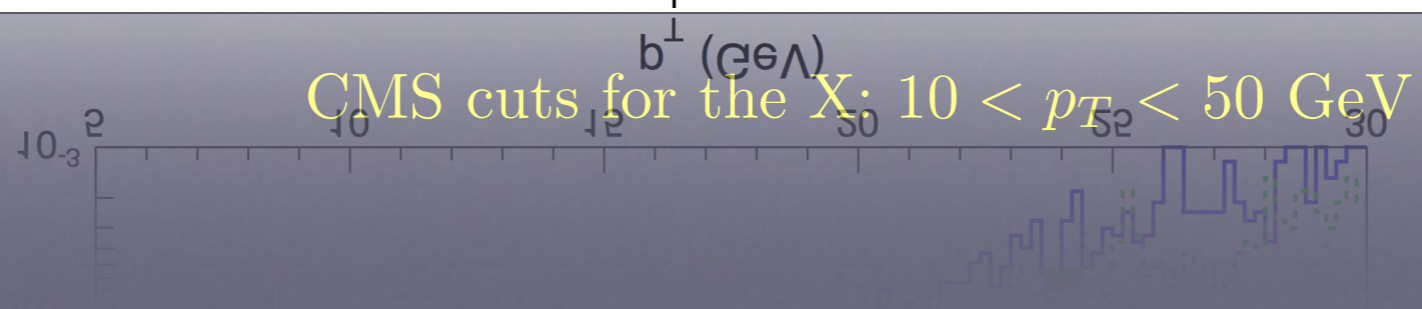 p_T (GeV)
CMS cuts for the X: 10 < p_T < 50 GeV
5 10 15 20 25 30
10^-3